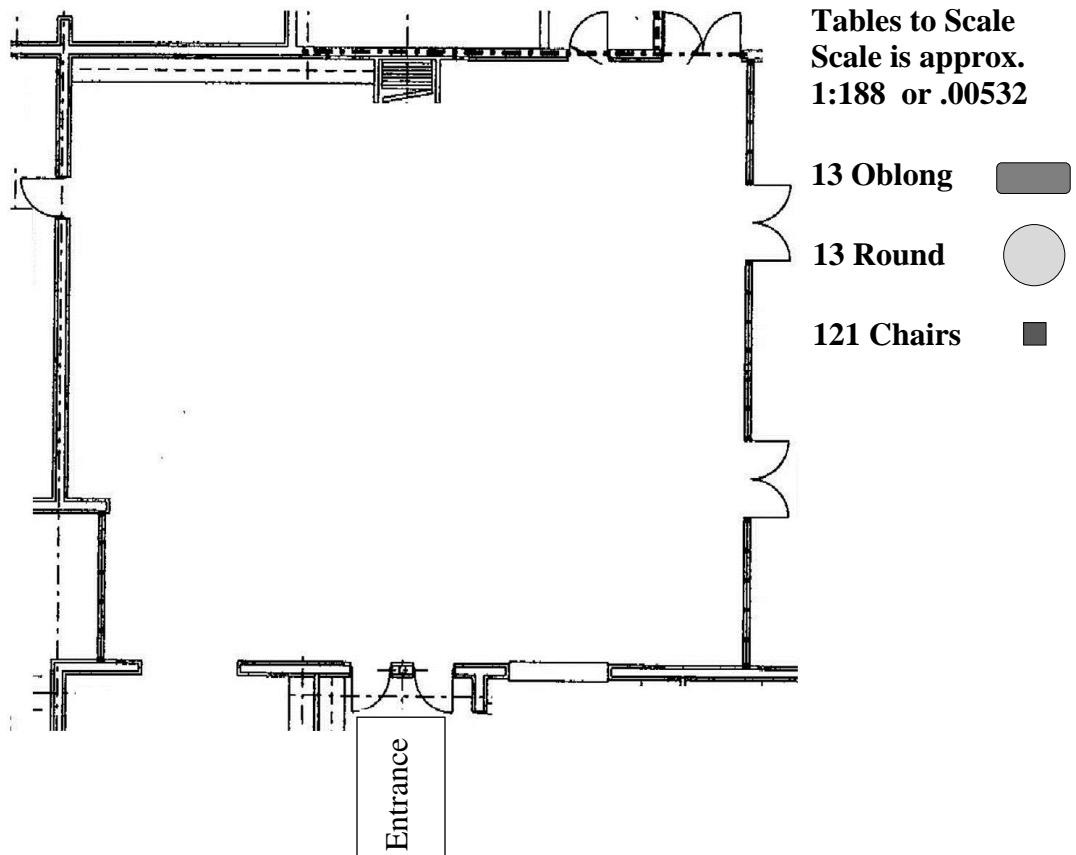 Tables to Scale
Scale is approx.
1:188 or .00532
13 Oblong
13 Round
121 Chairs
Entrance